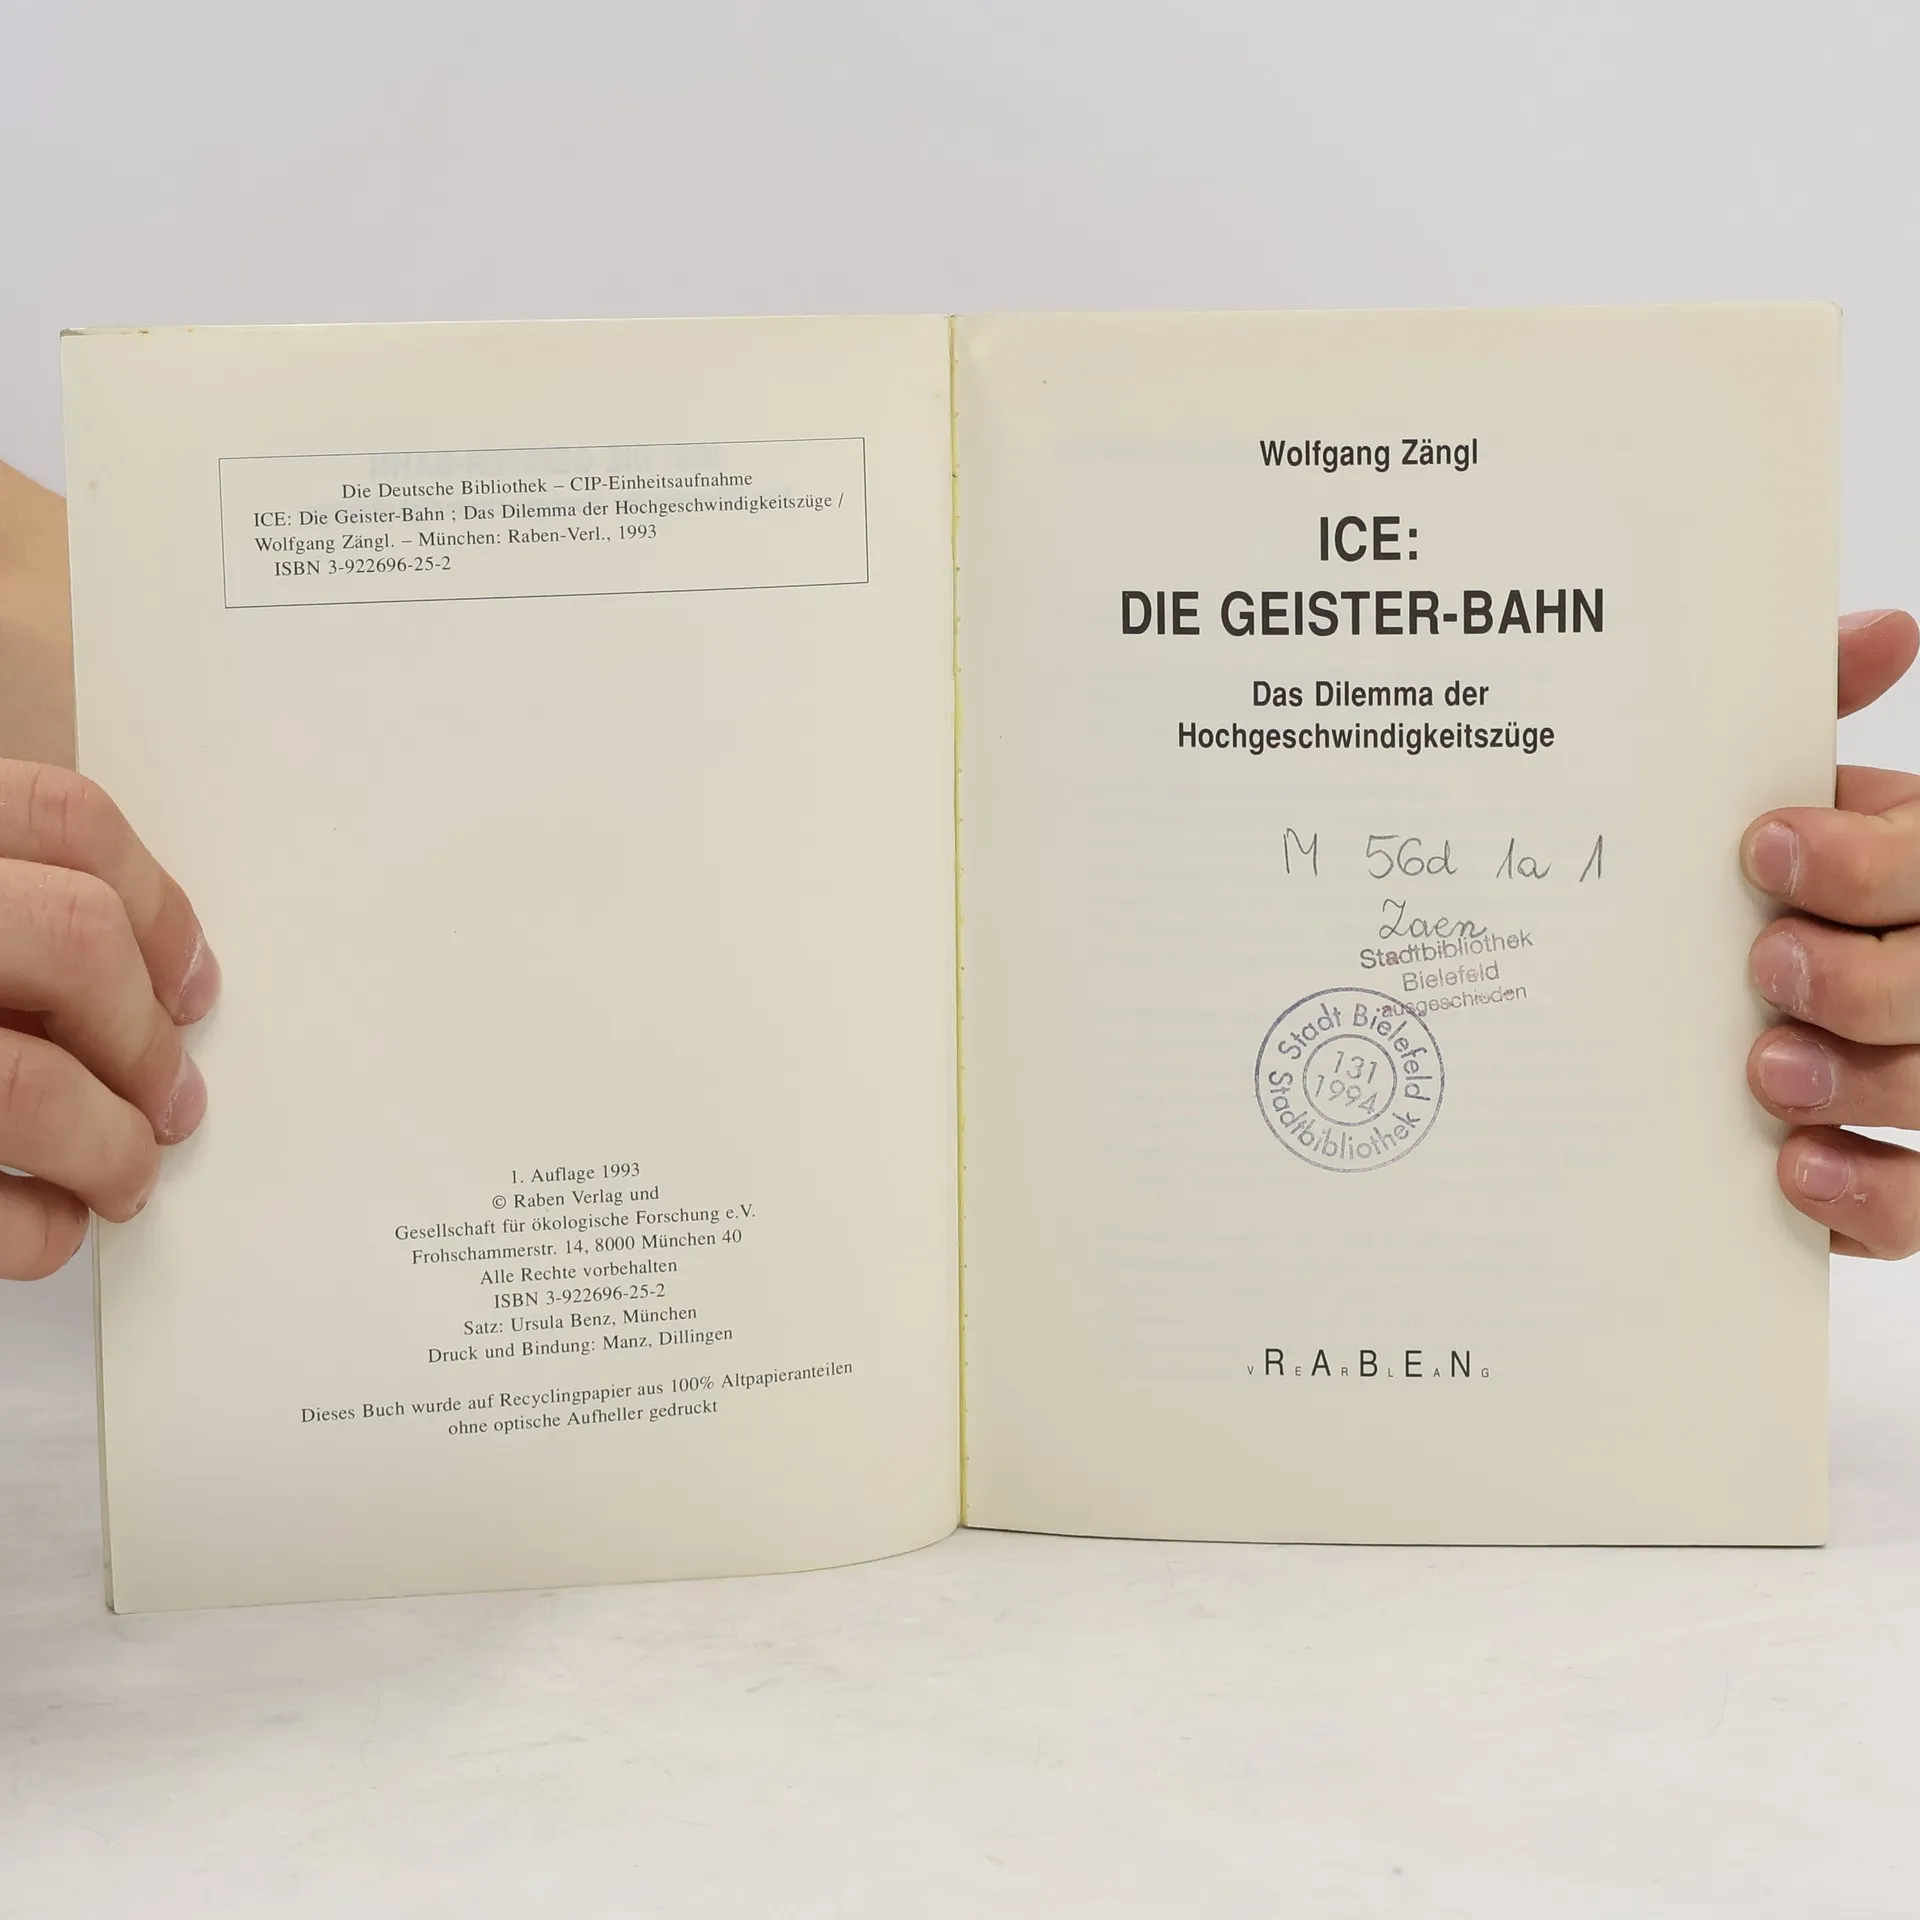 Die Deutsche Bibliothek – CIP-Einheitsaufnahme
ICE: Die Geister-Bahn ; Das Dilemma der Hochgeschwindigkeitszüge /
Wolfgang Zängl. – München: Raben-Verl., 1993
ISBN 3-922696-25-2
1. Auflage 1993
© Raben Verlag und
Gesellschaft für ökologische Forschung e.V.
Frohschammerstr. 14, 8000 München 40
Alle Rechte vorbehalten
ISBN 3-922696-25-2
Satz: Ursula Benz, München
Druck und Bindung: Manz, Dillingen
Dieses Buch wurde auf Recyclingpapier aus 100% Altpapieranteilen
ohne optische Aufheller gedruckt
Wolfgang Zängl
ICE:
DIE GEISTER-BAHN
Das Dilemma der
Hochgeschwindigkeitszüge
M 56d 1a 1
Zaen
Stadtbibliothek
Bielefeld
ausgeschieden
Stadt Bielefeld
131
1994
Stadtbibliothek
VREARBLEANG